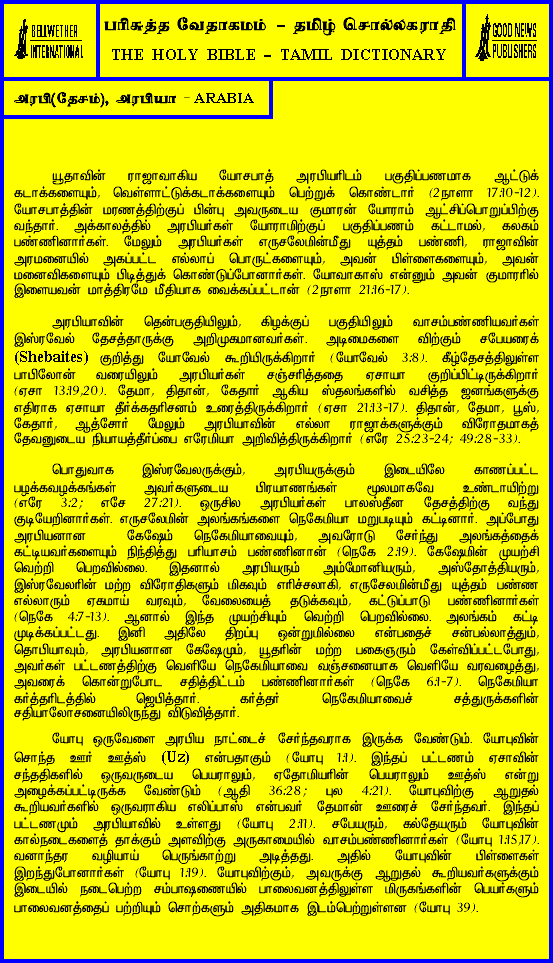 BELLWETHER
INTERNATIONAL
பரிசுத்த வேதாகமம் – தமிழ் சொல்லகராதி
THE HOLY BIBLE – TAMIL DICTIONARY
GOOD NEWS
PUBLISHERS
அரபி(தேசம்), அரபியா - ARABIA
யூதாவின் ராஜாவாகிய யோசபாத் அரபியரிடம் பகுதிப்பணமாக ஆட்டுக்
கடாக்களையும், வெள்ளாட்டுக்கடாக்களையும் பெற்றுக் கொண்டார் (2நாளா 17:10-12).
யோசபாத்தின் மரணத்திற்குப் பின்பு அவருடைய குமாரன் யோராம் ஆட்சிப்பொறுப்பிற்கு
வந்தார். அக்காலத்தில் அரபியர்கள் யோராமிற்குப் பகுதிப்பணம் கட்டாமல், கலகம்
பண்ணினார்கள். மேலும் அரபியர்கள் எருசலேமின்மீது யுத்தம் பண்ணி, ராஜாவின்
அரமனையில் அகப்பட்ட எல்லாப் பொருட்களையும், அவன் பிள்ளைகளையும், அவன்
மனைவிகளையும் பிடித்துக் கொண்டுப்போனார்கள். யோவாகாஸ் என்னும் அவன் குமாரரில்
இளையவன் மாத்திரமே மீதியாக வைக்கப்பட்டான் (2நாளா 21:16-17).
அரபியாவின் தென்பகுதியிலும், கிழக்குப் பகுதியிலும் வாசம்பண்ணியவர்கள்
இஸ்ரவேல் தேசத்தாருக்கு அறிமுகமானவர்கள். அடிமைகளை விற்கும் சபேயரைக்
(Shebaites) குறித்து யோவேல் கூறியிருக்கிறார் (யோவேல் 3:8). கீழ்தேசத்திலுள்ள
பாபிலோன் வரையிலும் அரபியர்கள் சஞ்சரித்ததை ஏசாயா குறிப்பிட்டிருக்கிறார்
(ஏசா 13:19,20). தேமா, திதான், கேதார் ஆகிய ஸ்தலங்களில் வசித்த ஜனங்களுக்கு
எதிராக ஏசாயா தீர்க்கதரிசனம் உரைத்திருக்கிறார் (ஏசா 21:13-17). திதான், தேமா, பூஸ்,
கேதார், ஆத்சோர் மேலும் அரபியாவின் எல்லா ராஜாக்களுக்கும் விரோதமாகத்
தேவனுடைய நியாயத்தீர்ப்பை எரேமியா அறிவித்திருக்கிறார் (எரே 25:23-24; 49:28-33).
பொதுவாக இஸ்ரவேலருக்கும், அரபியருக்கும் இடையிலே காணப்பட்ட
பழக்கவழக்கங்கள் அவர்களுடைய பிரயாணங்கள் மூலமாகவே உண்டாயிற்று
(எரே 3:2; எசே 27:21). ஒருசில அரபியர்கள் பாலஸ்தீன தேசத்திற்கு வந்து
குடியேறினார்கள். எருசலேமின் அலங்கங்களை நெகேமியா மறுபடியும் கட்டினார். அப்போது
அரபியனான கேஷேம் நெகேமியாவையும், அவரோடு சேர்ந்து அலங்கத்தைக்
கட்டியவர்களையும் நிந்தித்து பரியாசம் பண்ணினான் (நெகே 2:19). கேஷேமின் முயற்சி
வெற்றி பெறவில்லை. இதனால் அரபியரும் அம்மோனியரும், அஸ்தோத்தியரும்,
இஸ்ரவேலரின் மற்ற விரோதிகளும் மிகவும் எரிச்சலாகி, எருசேலமின்மீது யுத்தம் பண்ண
எல்லாரும் ஏகமாய் வரவும், வேலையைத் தடுக்கவும், கட்டுப்பாடு பண்ணினார்கள்
(நெகே 4:7-13). ஆனால் இந்த முயற்சியும் வெற்றி பெறவில்லை. அலங்கம் கட்டி
முடிக்கப்பட்டது. இனி அதிலே திறப்பு ஒன்றுமில்லை என்பதைச் சன்பல்லாத்தும்,
தொபியாவும், அரபியனான கேஷேமும், யூதரின் மற்ற பகைஞரும் கேள்விப்பட்டபோது,
அவர்கள் பட்டணத்திற்கு வெளியே நெகேமியாவை வஞ்சனையாக வெளியே வரவழைத்து,
அவரைக் கொன்றுபோட சதித்திட்டம் பண்ணினார்கள் (நெகே 6:1-7). நெகேமியா
கர்த்தரிடத்தில் ஜெபித்தார். கர்த்தர் நெகேமியாவைச் சத்துருக்களின்
சதியாலோசனையிலிருந்து விடுவித்தார்.
யோபு ஒருவேளை அரபிய நாட்டைச் சேர்ந்தவராக இருக்க வேண்டும். யோபுவின்
சொந்த ஊர் ஊத்ஸ் (Uz) என்பதாகும் (யோபு 1:1). இந்தப் பட்டணம் ஏசாவின்
சந்ததிகளில் ஒருவருடைய பெயராலும், ஏதோமியரின் பெயராலும் ஊத்ஸ் என்று
அழைக்கப்பட்டிருக்க வேண்டும் (ஆதி 36:28; புல 4:21). யோபுவிற்கு ஆறுதல்
கூறியவர்களில் ஒருவராகிய எலிப்பாஸ் என்பவர் தேமான் ஊரைச் சேர்ந்தவர். இந்தப்
பட்டணமும் அரபியாவில் உள்ளது (யோபு 2:11). சபேயரும், கல்தேயரும் யோபுவின்
கால்நடைகளைத் தாக்கும் அளவிற்கு அருகாமையில் வாசம்பண்ணினார்கள் (யோபு 1:15,17).
வனாந்தர வழியாய் பெருங்காற்று அடித்தது. அதில் யோபுவின் பிள்ளைகள்
இறந்துபோனார்கள் (யோபு 1:19). யோபுவிற்கும், அவருக்கு ஆறுதல் கூறியவர்களுக்கும்
இடையில் நடைபெற்ற சம்பாஷணையில் பாலைவனத்திலுள்ள மிருகங்களின் பெயர்களும்
பாலைவனத்தைப் பற்றியும் சொற்களும் அதிகமாக இடம்பெற்றுள்ளன (யோபு 39).